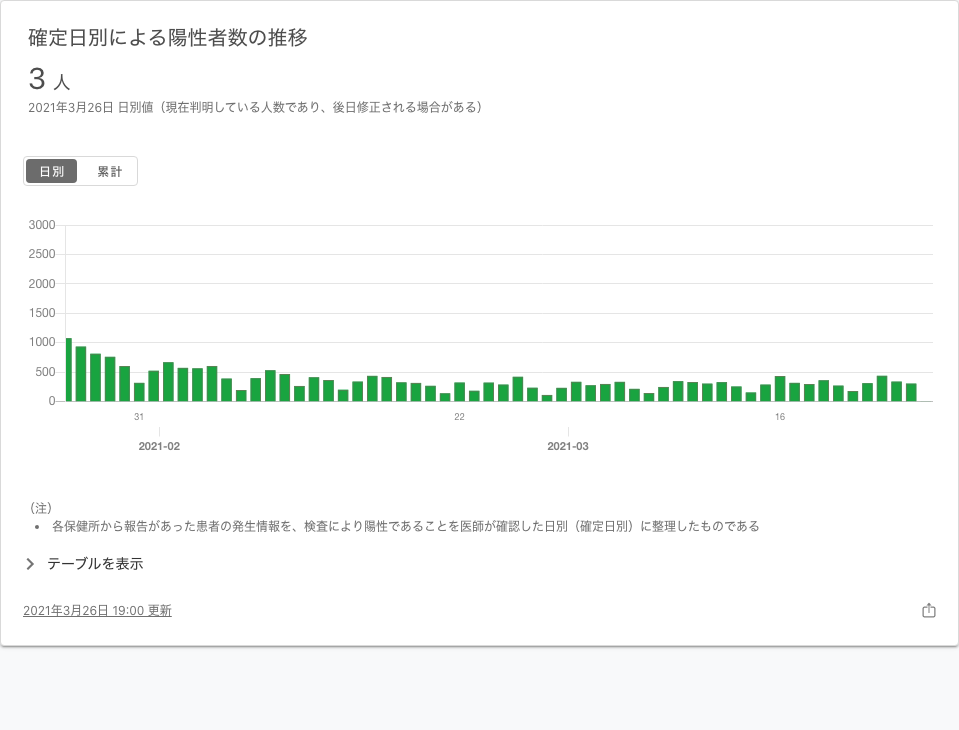 確定日別による陽性者数の推移
3 人
2021年3月26日 日別値（現在判明している人数であり、後日修正される場合がある）
日別 累計
3000
2500
2000
1500
1000
500
0
31 22 16
2021-02 2021-03
（注）
• 各保健所から報告があった患者の発生情報を、検査により陽性であることを医師が確認した日別（確定日別）に整理したものである
テーブルを表示
2021年3月26日 19:00 更新